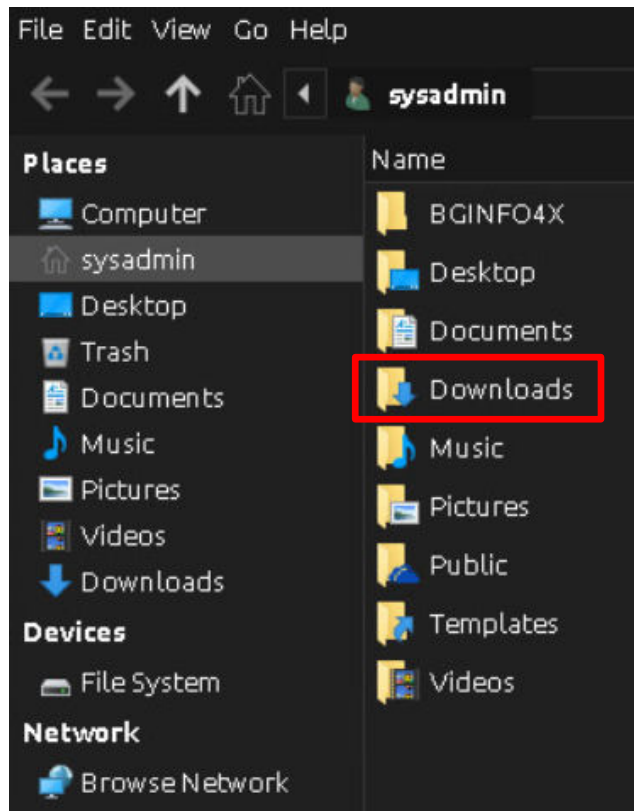 File Edit View Go Help
sysadmin
Places
Computer
sysadmin
Desktop
Trash
Documents
Music
Pictures
Videos
Downloads
Devices
File System
Network
Browse Network
Name
BGINFO4X
Desktop
Documents
Downloads
Music
Pictures
Public
Templates
Videos